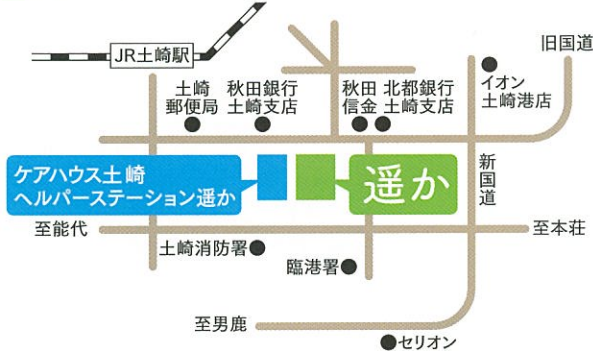 JR土崎駅
旧国道
土崎
郵便局
秋田銀行
土崎支店
秋田
信金
北都銀行
土崎支店
イオン
土崎港店
ケアハウス土崎
ヘルパーステーション遥か
遥か
新国道
至能代
至本荘
土崎消防署
臨港署
至男鹿
セリオン